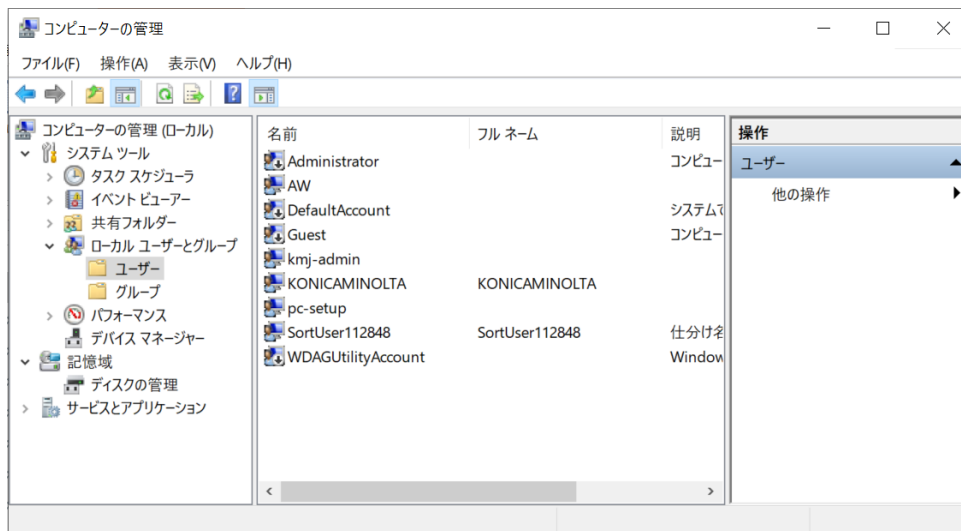 コンピューターの管理
ファイル(F) 操作(A) 表示(V) ヘルプ(H)
コンピューターの管理 (ローカル)
システム ツール
タスク スケジューラ
イベント ビューアー
共有フォルダー
ローカル ユーザーとグループ
ユーザー
グループ
パフォーマンス
デバイス マネージャー
記憶域
ディスクの管理
サービスとアプリケーション
名前 フル ネーム 説明
Administrator コンピュー
AW
DefaultAccount システムで
Guest コンピュー
kmj-admin
KONICAMINOLTA KONICAMINOLTA
pc-setup
SortUser112848 SortUser112848 仕分け名
WDAGUtilityAccount Window
操作
ユーザー
他の操作